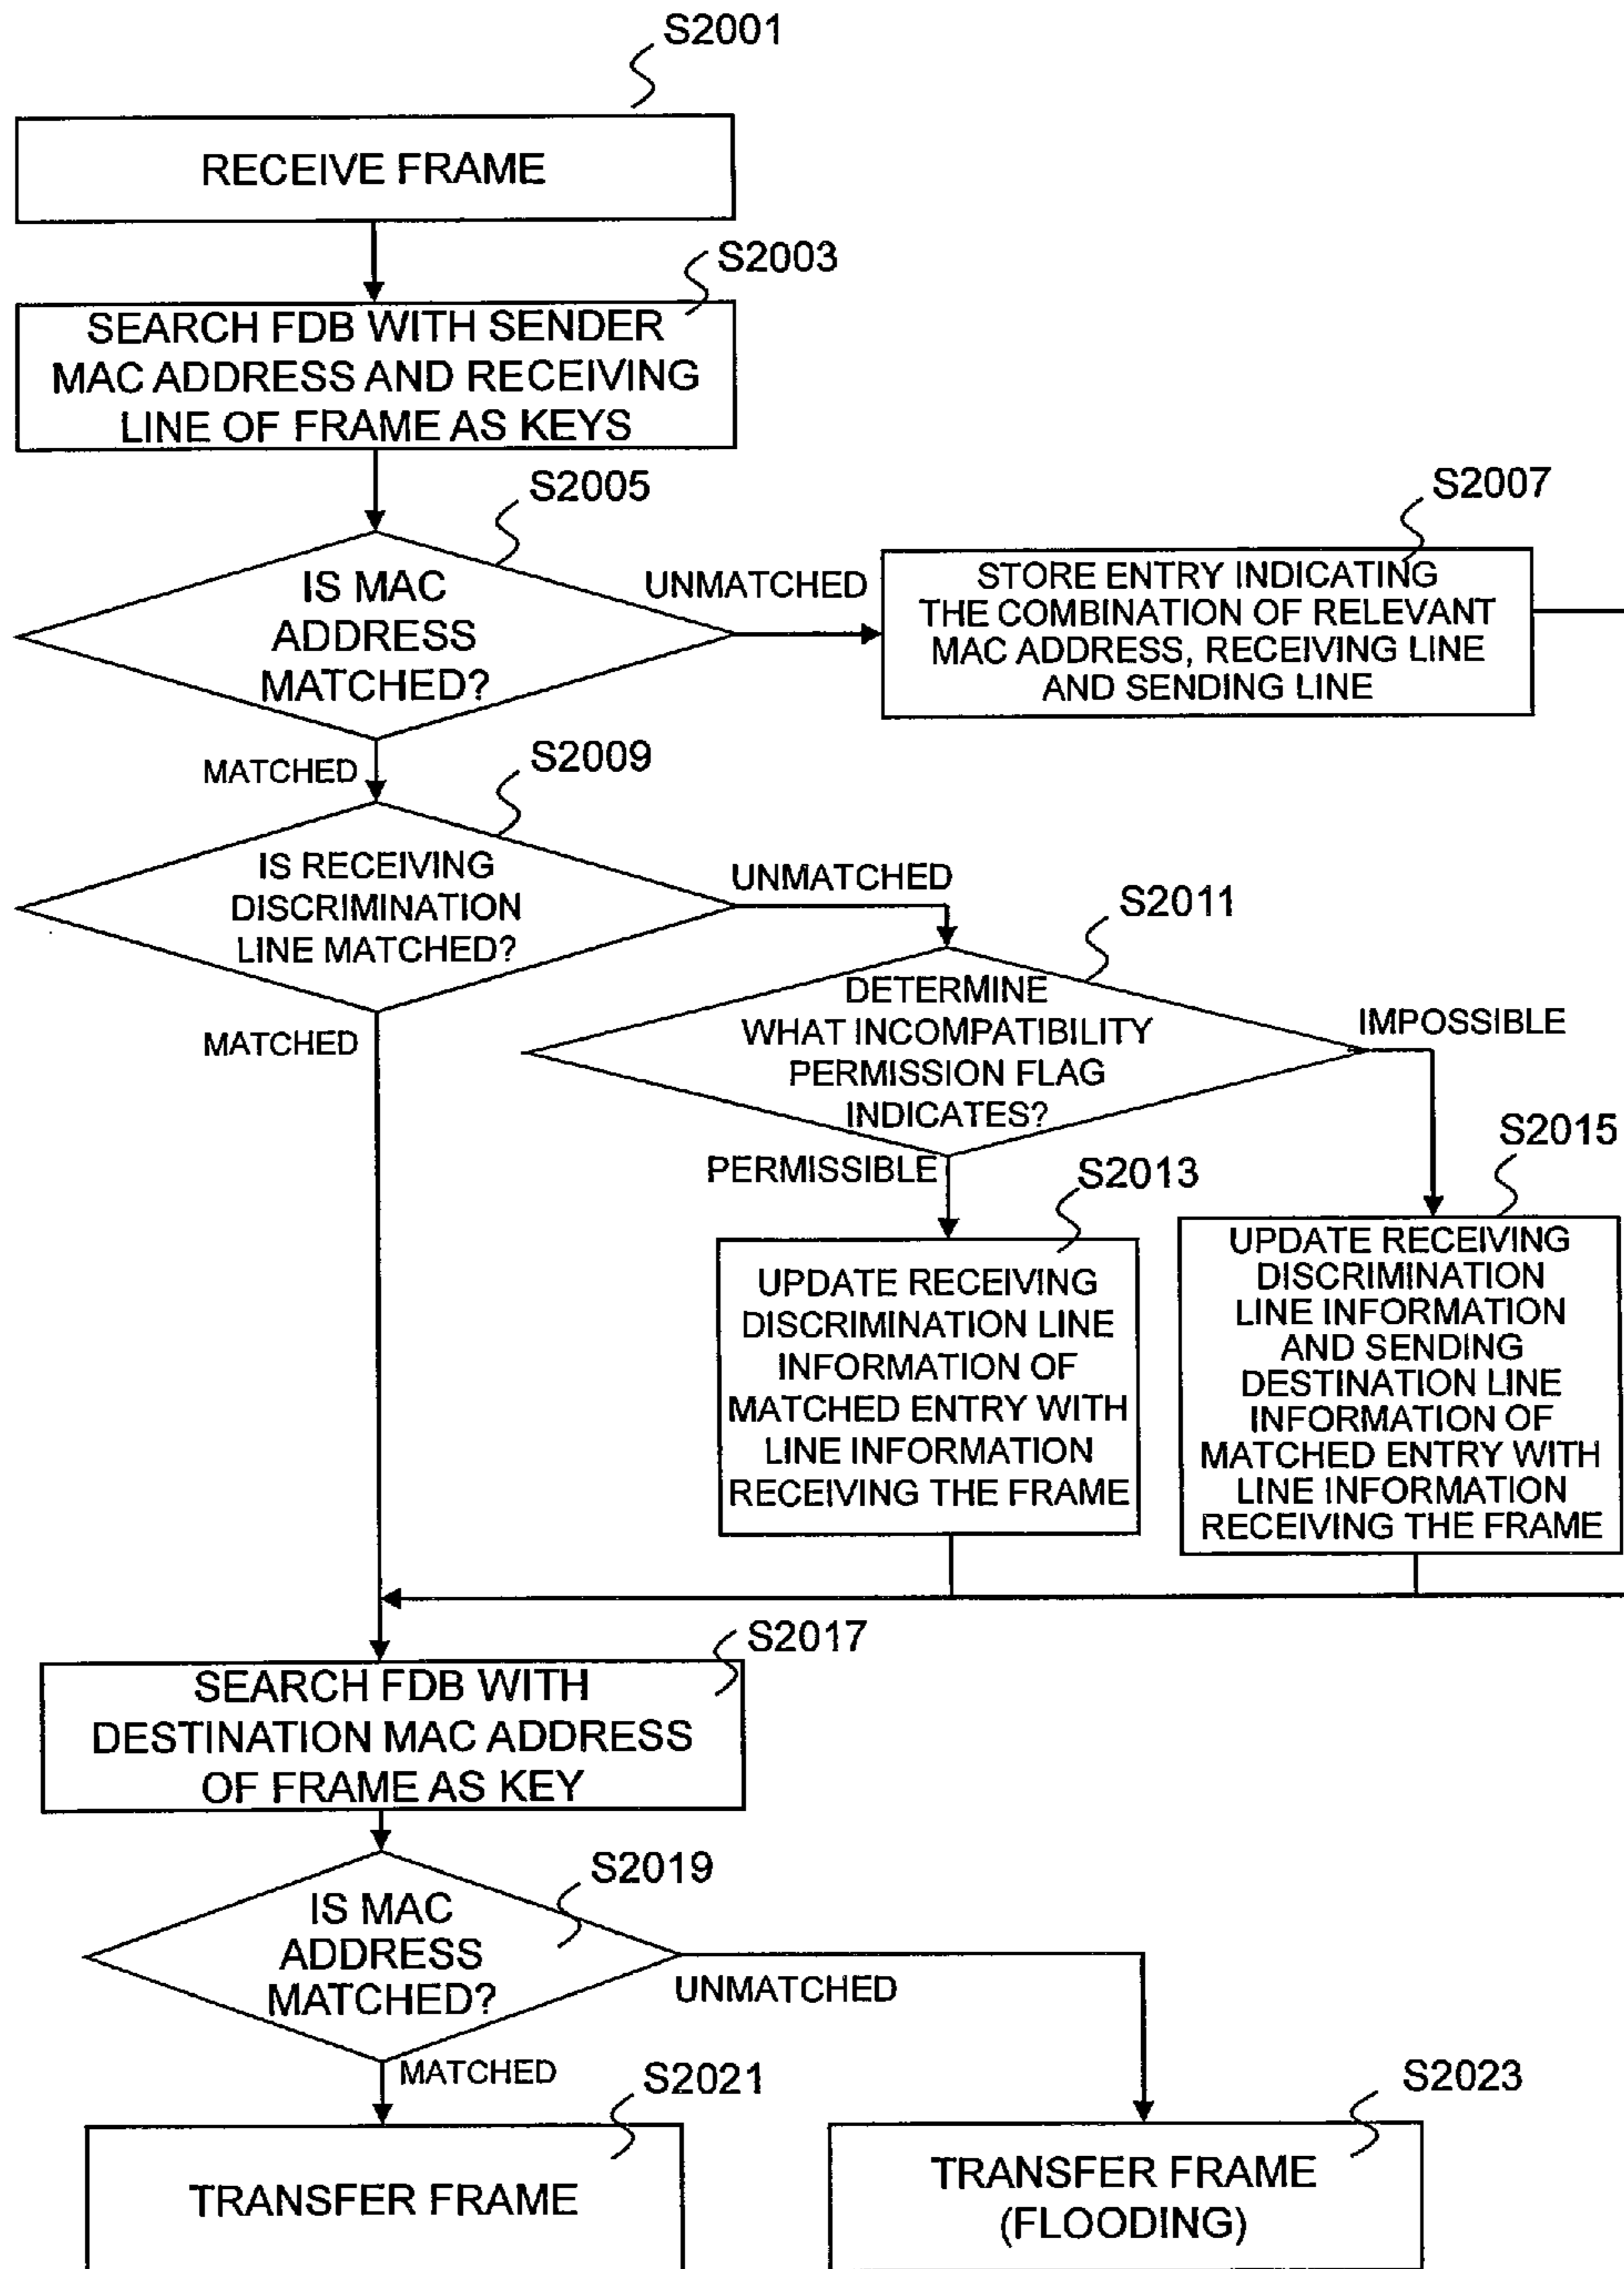 S2001
RECEIVE FRAME
S2003
SEARCH FDB WITH SENDER
MAC ADDRESS AND RECEIVING
LINE OF FRAME AS KEYS
S2005
IS MAC
ADDRESS
MATCHED?
UNMATCHED
S2007
STORE ENTRY INDICATING
THE COMBINATION OF RELEVANT
MAC ADDRESS, RECEIVING LINE
AND SENDING LINE
MATCHED
S2009
IS RECEIVING
DISCRIMINATION
LINE MATCHED?
UNMATCHED
MATCHED
S2011
DETERMINE
WHAT INCOMPATIBILITY
PERMISSION FLAG
INDICATES?
IMPOSSIBLE
PERMISSIBLE
S2013
UPDATE RECEIVING
DISCRIMINATION LINE
INFORMATION OF
MATCHED ENTRY WITH
LINE INFORMATION
RECEIVING THE FRAME
S2015
UPDATE RECEIVING
DISCRIMINATION
LINE INFORMATION
AND SENDING
DESTINATION LINE
INFORMATION OF
MATCHED ENTRY WITH
LINE INFORMATION
RECEIVING THE FRAME
S2017
SEARCH FDB WITH
DESTINATION MAC ADDRESS
OF FRAME AS KEY
S2019
IS MAC
ADDRESS
MATCHED?
UNMATCHED
MATCHED
S2021
TRANSFER FRAME
S2023
TRANSFER FRAME
(FLOODING)